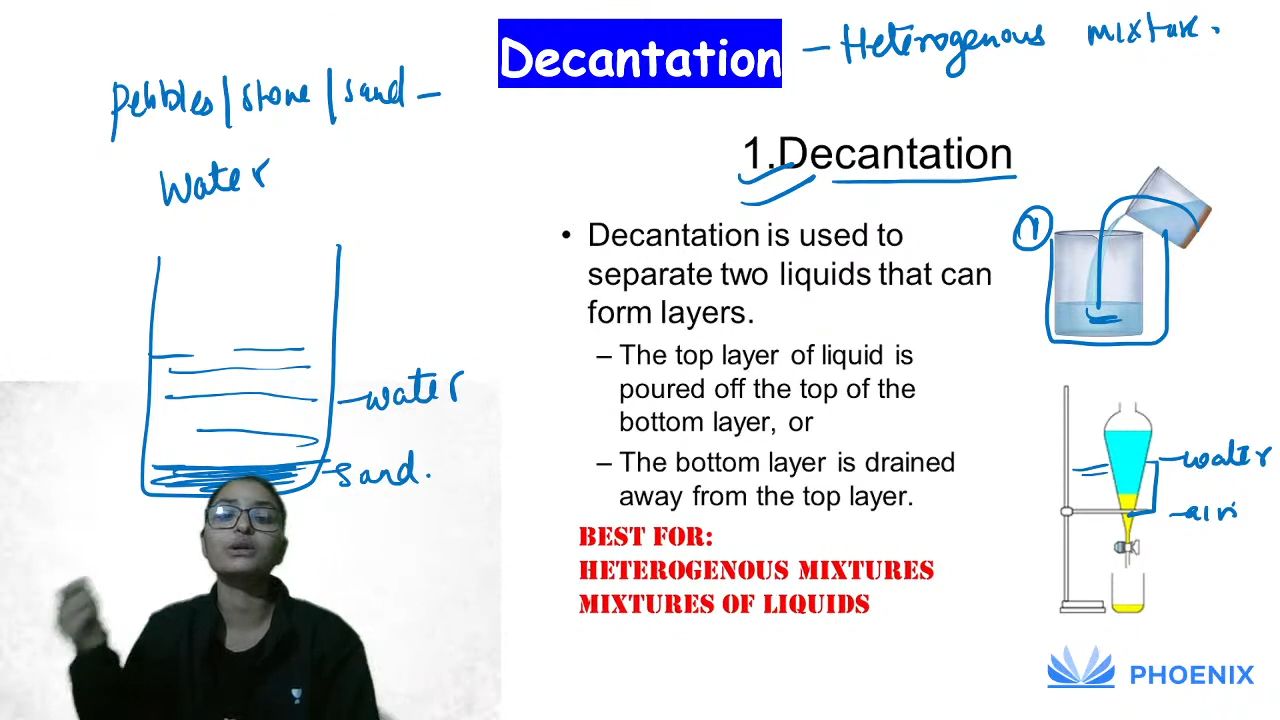 Decantation
– Heterogenous mixture.
Pebbles/stone/sand –
Water
1.Decantation
1
• Decantation is used to
separate two liquids that can
form layers.
– The top layer of liquid is
poured off the top of the
bottom layer, or
– The bottom layer is drained
away from the top layer.
–water
–sand.
–water
BEST FOR:
HETEROGENOUS MIXTURES
MIXTURES OF LIQUIDS
PHOENIX